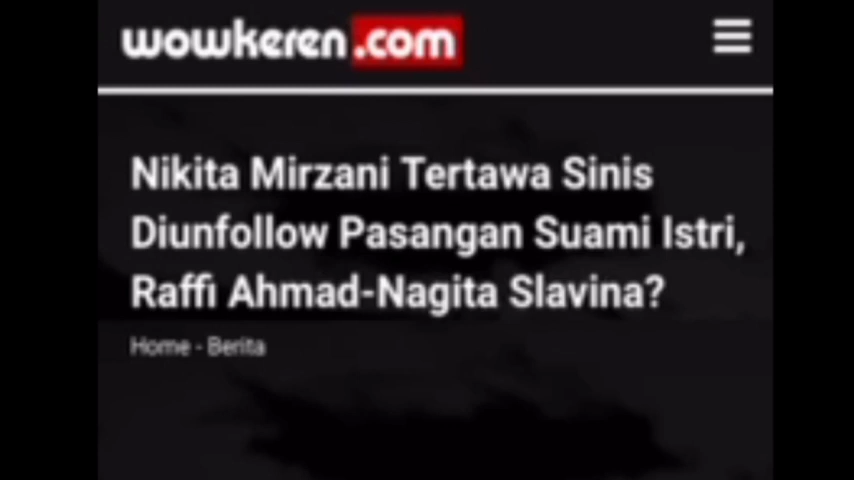 wowkeren.com
Nikita Mirzani Tertawa Sinis
Diunfollow Pasangan Suami Istri,
Raffi Ahmad-Nagita Slavina?
Home - Berita